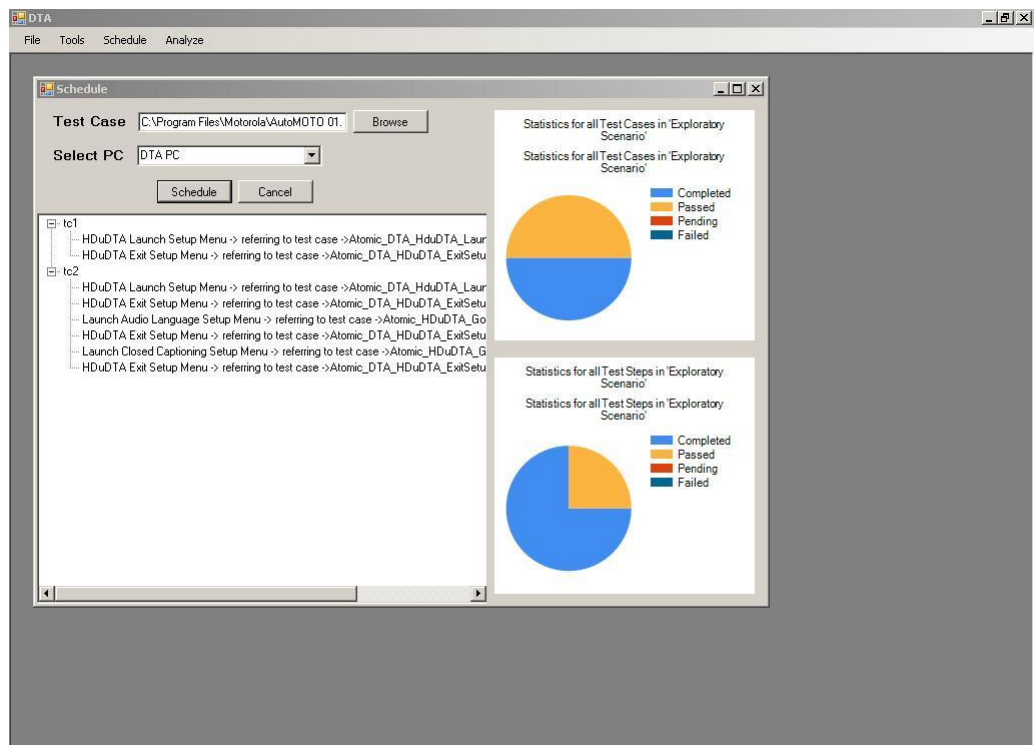 DTA
File Tools Schedule Analyze
Schedule
Test Case C:\Program Files\Motorola\AutoMOTO 01. Browse
Select PC DTA PC
Schedule Cancel
tc1
HDuDTA Launch Setup Menu -> referring to test case ->Atomic_DTA_HduDTA_Laur
HDuDTA Exit Setup Menu -> referring to test case ->Atomic_DTA_HDuDTA_ExitSetu
tc2
HDuDTA Launch Setup Menu -> referring to test case ->Atomic_DTA_HduDTA_Laur
HDuDTA Exit Setup Menu -> referring to test case ->Atomic_DTA_HDuDTA_ExitSetu
Launch Audio Language Setup Menu -> referring to test case ->Atomic_HDuDTA_Go
HDuDTA Exit Setup Menu -> referring to test case ->Atomic_DTA_HDuDTA_ExitSetu
Launch Closed Captioning Setup Menu -> referring to test case ->Atomic_HDuDTA_G
HDuDTA Exit Setup Menu -> referring to test case ->Atomic_DTA_HDuDTA_ExitSetu
Statistics for all Test Cases in 'Exploratory
Scenario'
Statistics for all Test Cases in 'Exploratory
Scenario'
Completed
Passed
Pending
Failed
Statistics for all Test Steps in 'Exploratory
Scenario'
Statistics for all Test Steps in 'Exploratory
Scenario'
Completed
Passed
Pending
Failed